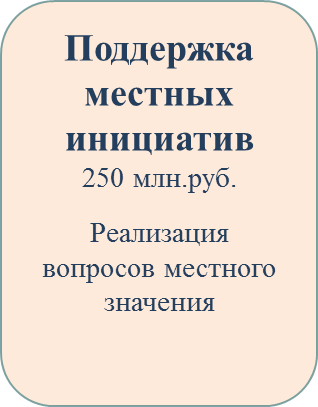 Поддержка
местных
инициатив
250 млн.руб.
Реализация
вопросов местного
значения